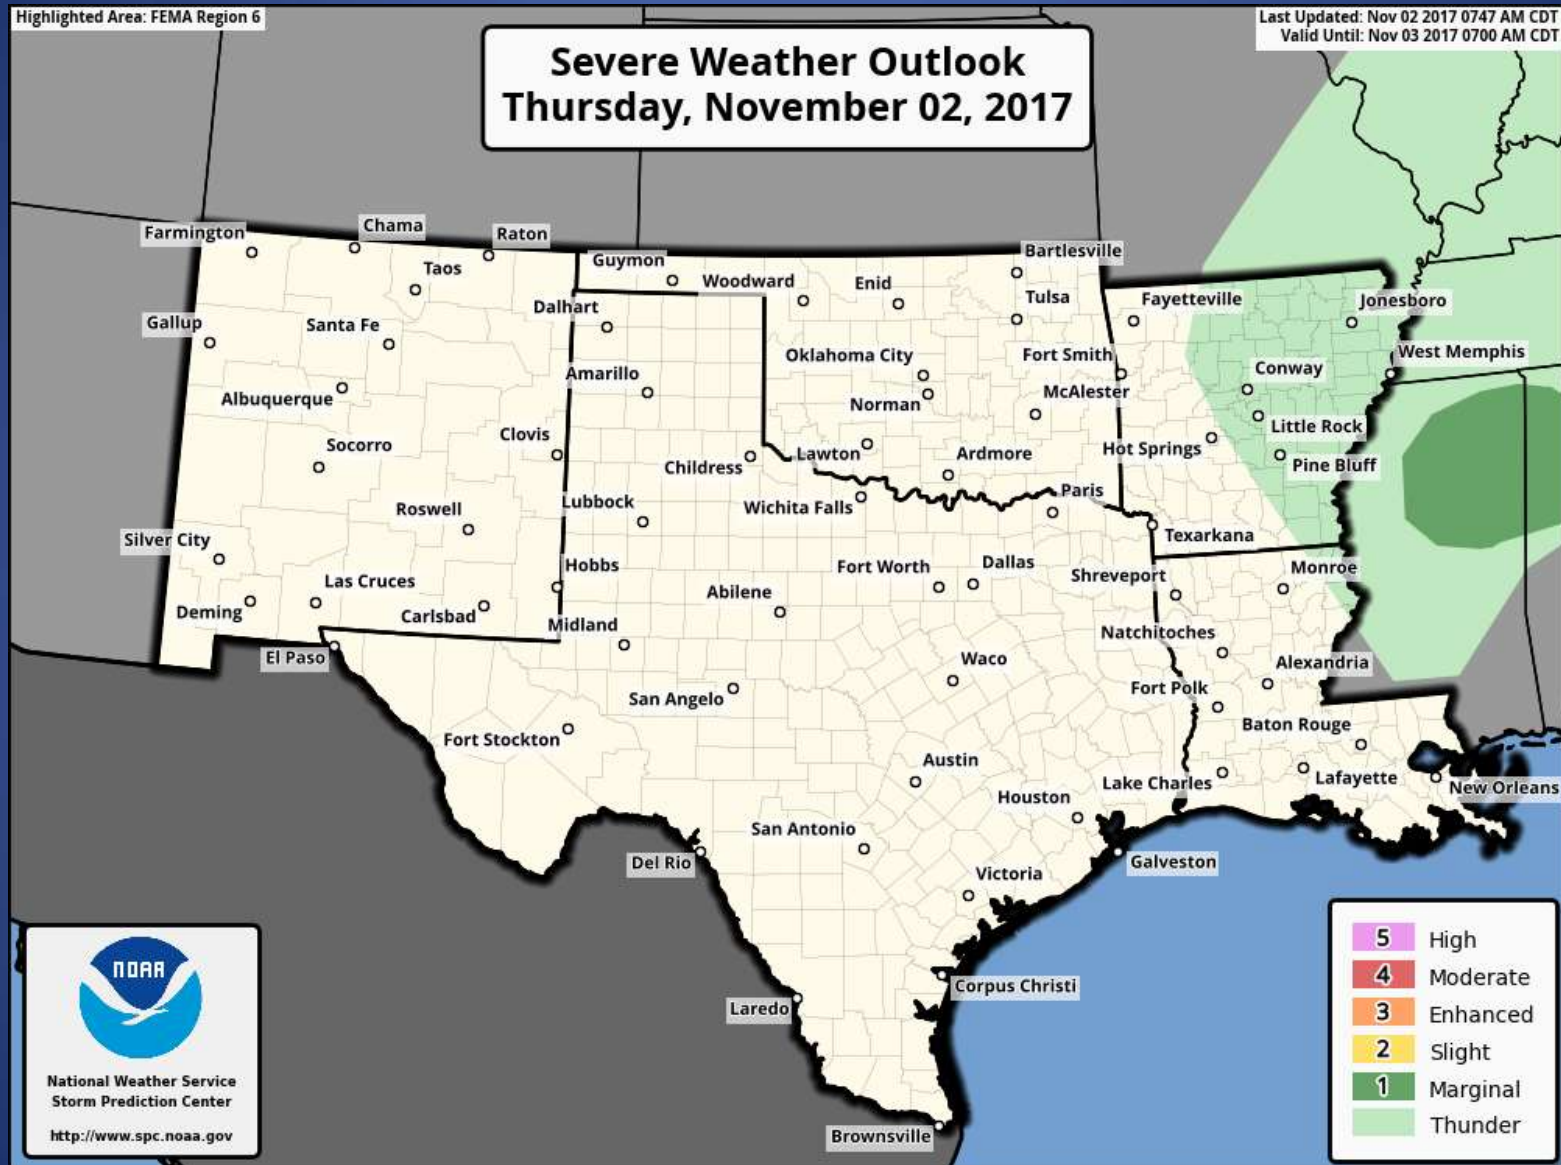 Highlighted Area: FEMA Region 6
Last Updated: Nov 02 2017 0747 AM CDT
Valid Until: Nov 03 2017 0700 AM CDT
Severe Weather Outlook
Thursday, November 02, 2017
Farmington
Chama
Raton
Taos
Guymon
Woodward
Enid
Bartlesville
Tulsa
Fayetteville
Jonesboro
Gallup
Santa Fe
Dalhart
Oklahoma City
Fort Smith
West Memphis
Conway
Amarillo
Albuquerque
Norman
McAlester
Little Rock
Socorro
Clovis
Childress
Lawton
Ardmore
Hot Springs
Pine Bluff
Roswell
Lubbock
Wichita Falls
Paris
Texarkana
Silver City
Hobbs
Las Cruces
Abilene
Fort Worth
Dallas
Shreveport
Monroe
Deming
Carlsbad
Midland
Natchitoches
El Paso
San Angelo
Waco
Alexandria
Fort Polk
Fort Stockton
Baton Rouge
Austin
Houston
Lake Charles
Lafayette
New Orleans
San Antonio
Del Rio
Galveston
Victoria
Laredo
Corpus Christi
Brownsville
NOAA
National Weather Service
Storm Prediction Center
http://www.spc.noaa.gov
5 High
4 Moderate
3 Enhanced
2 Slight
1 Marginal
Thunder